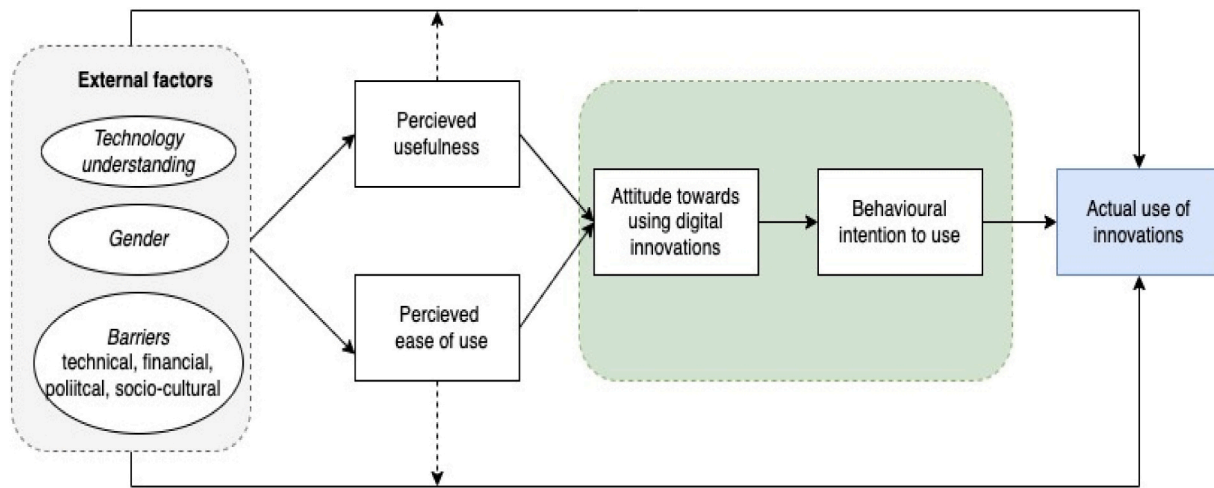 External factors
Technology
understanding
Gender
Barriers
technical, financial,
poliitcal, socio-cultural
Percieved
usefulness
Percieved
ease of use
Attitude towards
using digital
innovations
Behavioural
intention to use
Actual use of
innovations